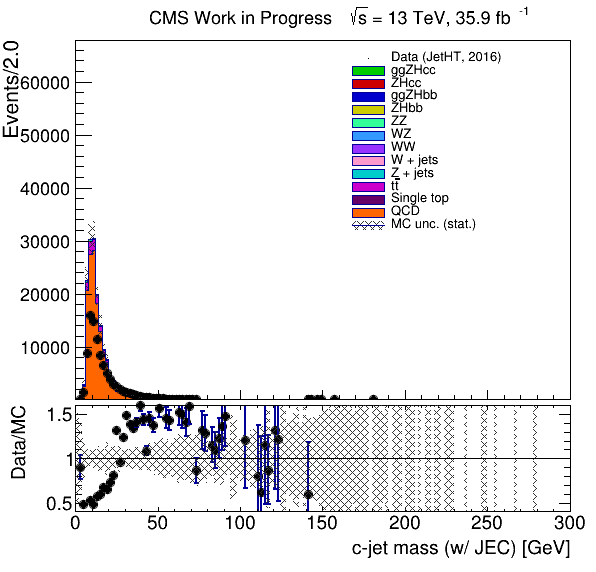 CMS Work in Progress √s = 13 TeV, 35.9 fb -1
Events/2.0
60000
50000
40000
30000
20000
10000
Data (JetHT, 2016)
ggZHcc
ZHcc
ggZHbb
ZHbb
ZZ
WZ
WW
W + jets
Z + jets
tt̅
Single top
QCD
MC unc. (stat.)
Data/MC
1.5
1
0.5
0 50 100 150 200 250 300
c-jet mass (w/ JEC) [GeV]